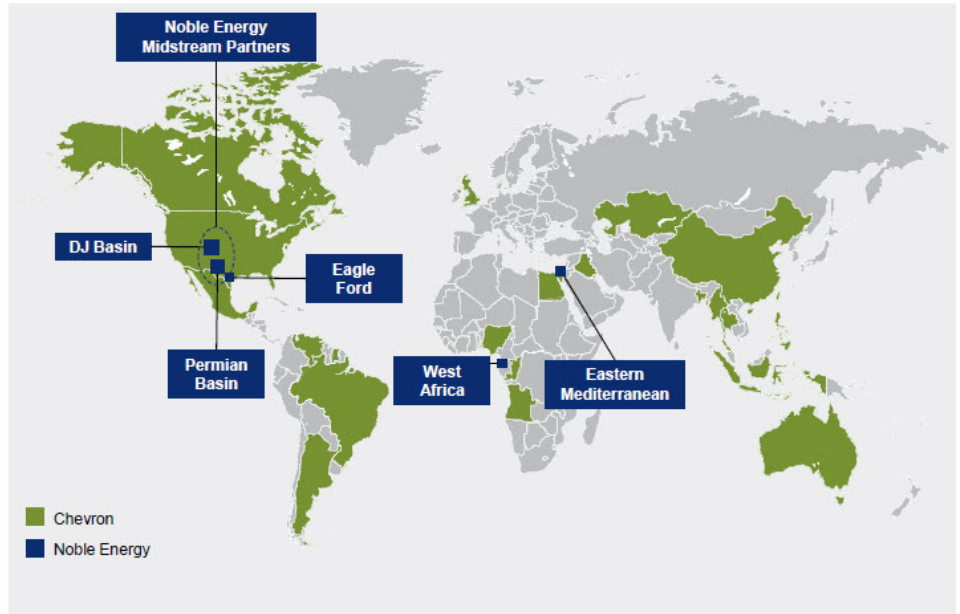 Noble Energy
Midstream Partners
DJ Basin
Eagle
Ford
Permian
Basin
West
Africa
Eastern
Mediterranean
Chevron
Noble Energy